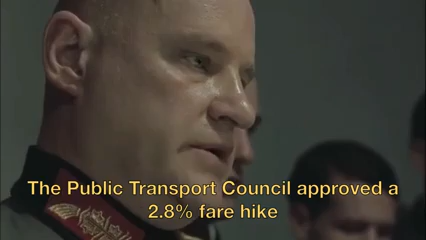 The Public Transport Council approved a
2.8% fare hike